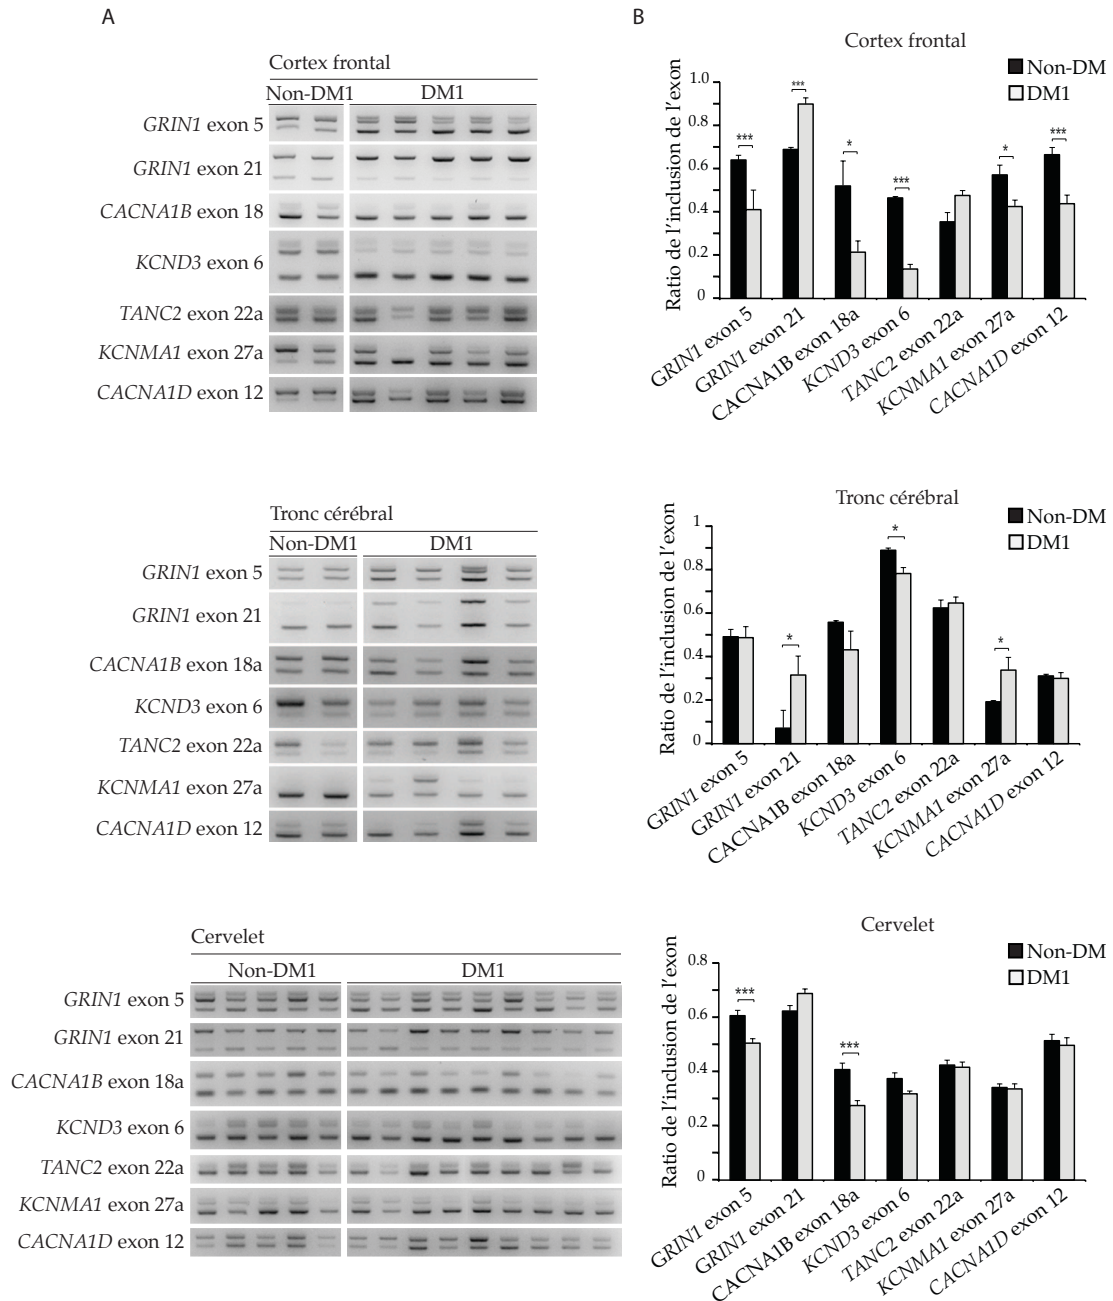 A
Cortex frontal
Non-DM1 DM1
GRIN1 exon 5
GRIN1 exon 21
CACNA1B exon 18
KCND3 exon 6
TANC2 exon 22a
KCNMA1 exon 27a
CACNA1D exon 12
B
Cortex frontal
Non-DM
DM1
Ratio de l'inclusion de l'exon
1.0
0.8
0.6
0.4
0.2
0
***
***
*
***
*
***
GRIN1 exon 5
GRIN1 exon 21
CACNA1B exon 18a
KCND3 exon 6
TANC2 exon 22a
KCNMA1 exon 27a
CACNA1D exon 12
Tronc cérébral
Non-DM1 DM1
GRIN1 exon 5
GRIN1 exon 21
CACNA1B exon 18a
KCND3 exon 6
TANC2 exon 22a
KCNMA1 exon 27a
CACNA1D exon 12
Tronc cérébral
Non-DM
DM1
Ratio de l'inclusion de l'exon
1
0.8
0.6
0.4
0.2
0
*
*
*
GRIN1 exon 5
GRIN1 exon 21
CACNA1B exon 18a
KCND3 exon 6
TANC2 exon 22a
KCNMA1 exon 27a
CACNA1D exon 12
Cervelet
Non-DM1 DM1
GRIN1 exon 5
GRIN1 exon 21
CACNA1B exon 18a
KCND3 exon 6
TANC2 exon 22a
KCNMA1 exon 27a
CACNA1D exon 12
Cervelet
Non-DM
DM1
Ratio de l'inclusion de l'exon
0.8
0.6
0.4
0.2
0
***
***
GRIN1 exon 5
GRIN1 exon 21
CACNA1B exon 18a
KCND3 exon 6
TANC2 exon 22a
KCNMA1 exon 27a
CACNA1D exon 12